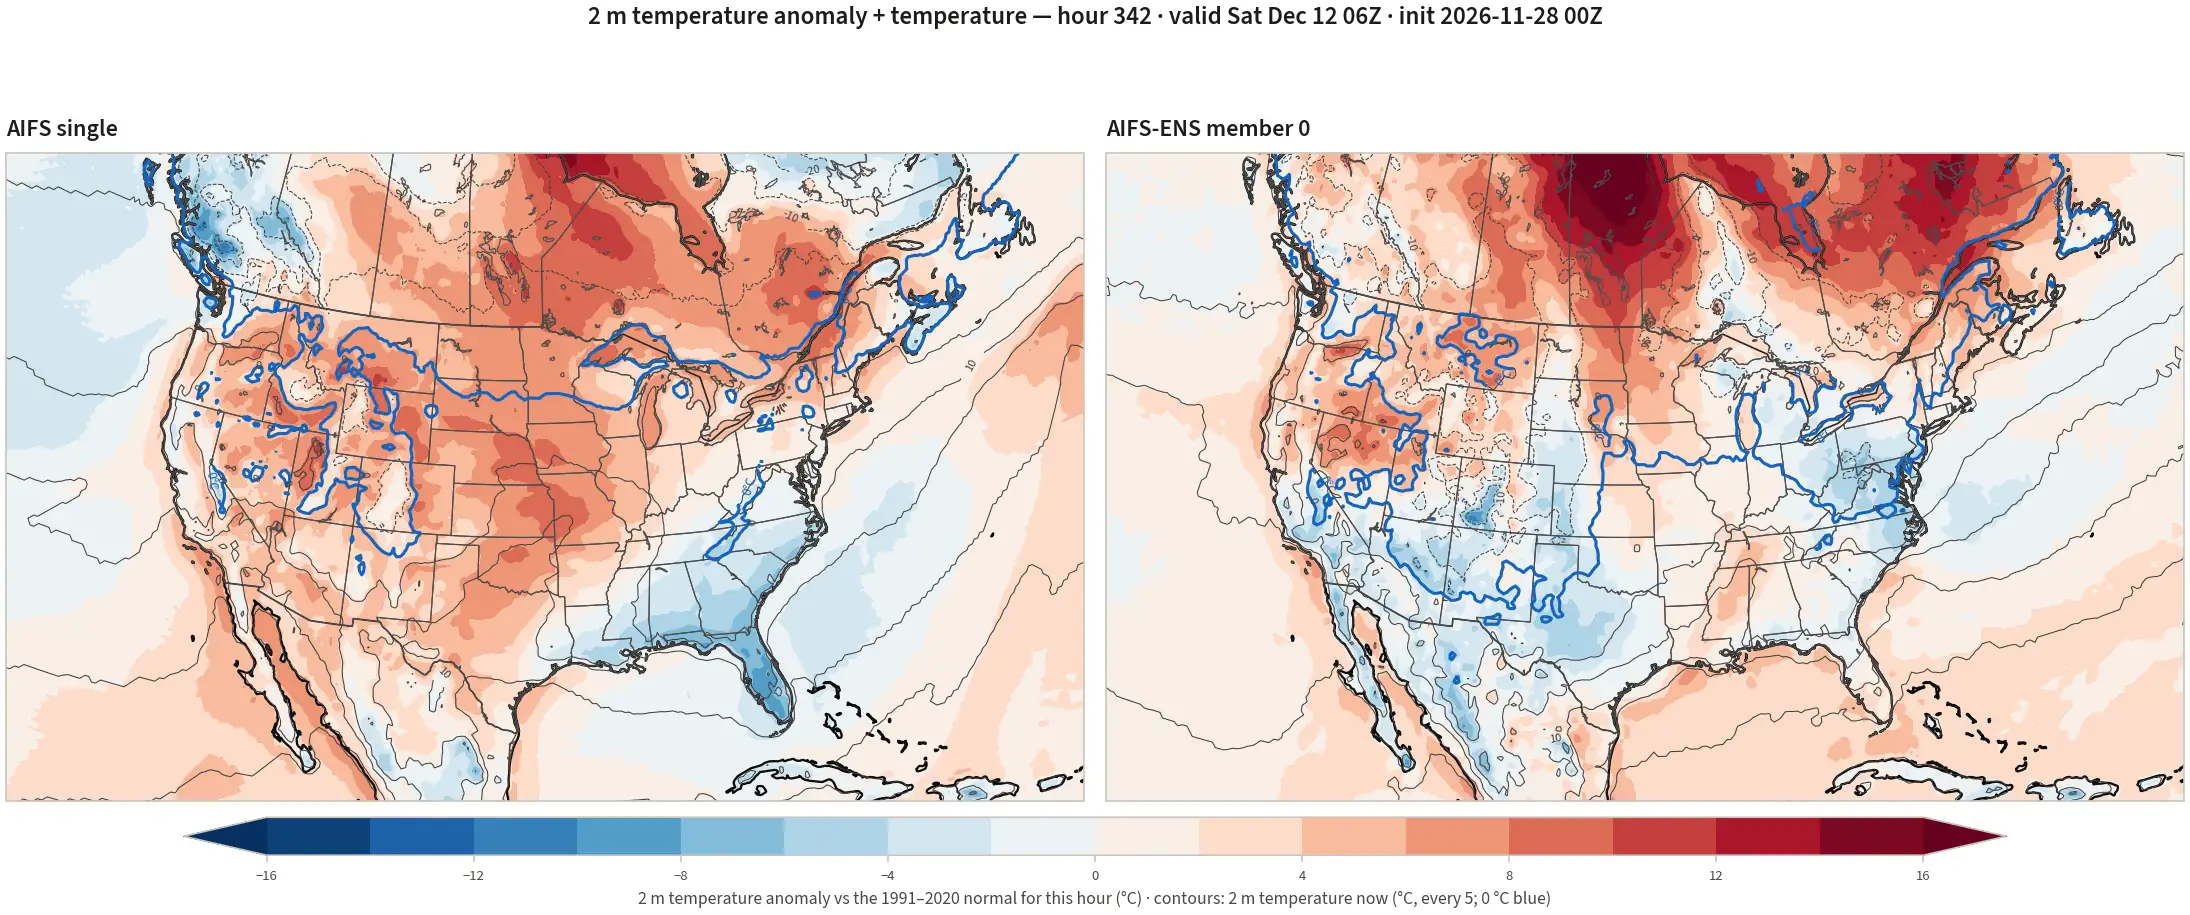 2 m temperature anomaly + temperature — hour 342 · valid Sat Dec 12 06Z · init 2026-11-28 00Z
AIFS single
AIFS-ENS member 0
10
0°C
−16
−12
−8
−4
0
4
8
12
16
2 m temperature anomaly vs the 1991–2020 normal for this hour (°C) · contours: 2 m temperature now (°C, every 5; 0 °C blue)